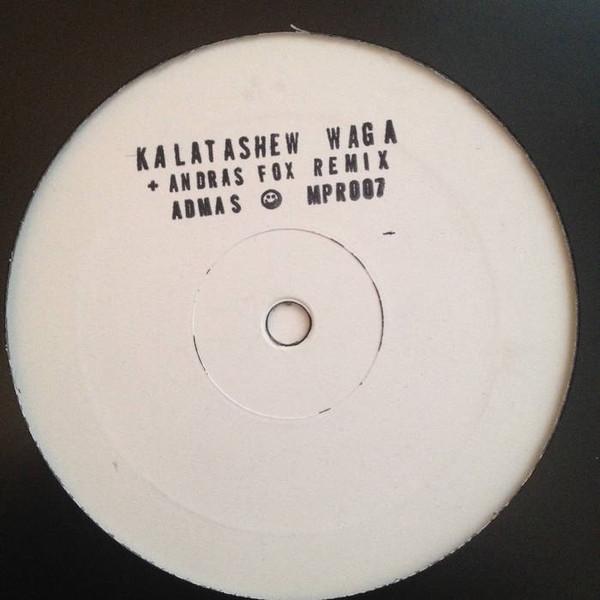 KALATASHEW WAGA
+ ANDRAS FOX REMIX
ADMAS MPR007